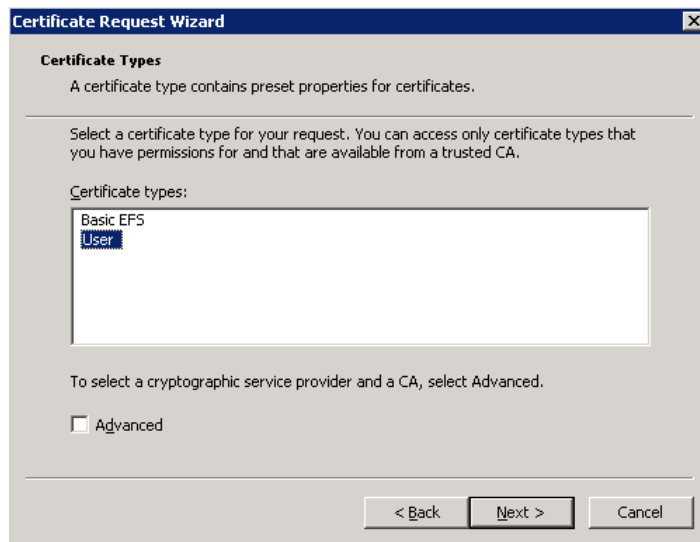 Certificate Request Wizard
Certificate Types
A certificate type contains preset properties for certificates.
Select a certificate type for your request. You can access only certificate types that
you have permissions for and that are available from a trusted CA.
Certificate types:
Basic EFS
User
To select a cryptographic service provider and a CA, select Advanced.
Advanced
< Back Next > Cancel